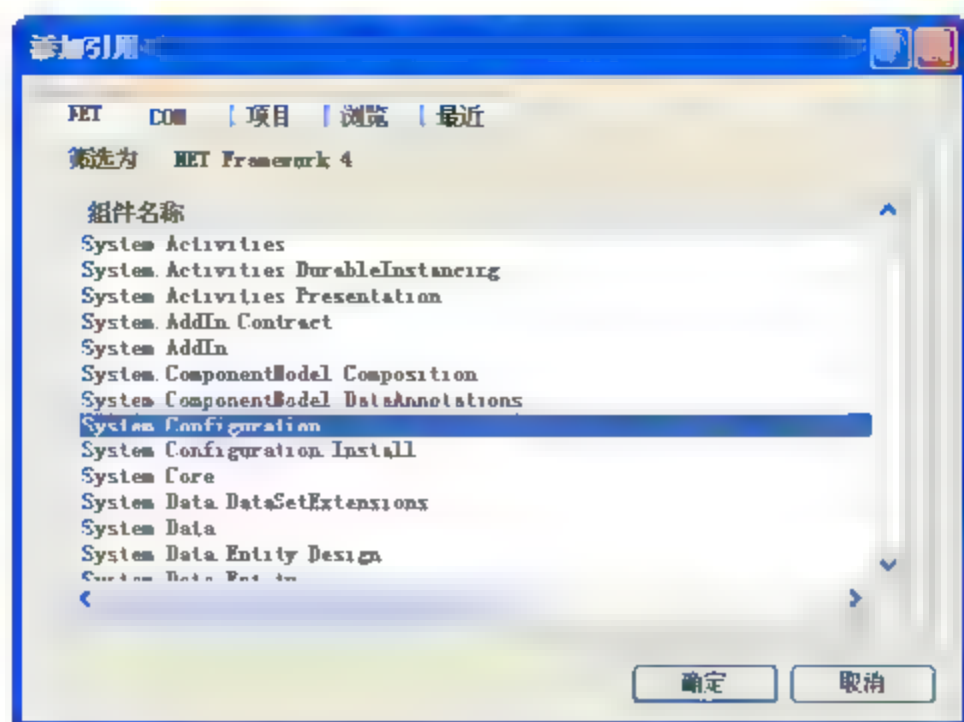 添加引用
.NET COM 项目 浏览 最近
筛选为 .NET Framework 4
组件名称
System.Activities
System.Activities.DurableInstancing
System.Activities.Presentation
System.AddIn.Contract
System.AddIn
System.ComponentModel.Composition
System.ComponentModel.DataAnnotations
System.Configuration
System.Configuration.Install
System.Core
System.Data.DataSetExtensions
System.Data
System.Data.Entity.Design
确定 取消